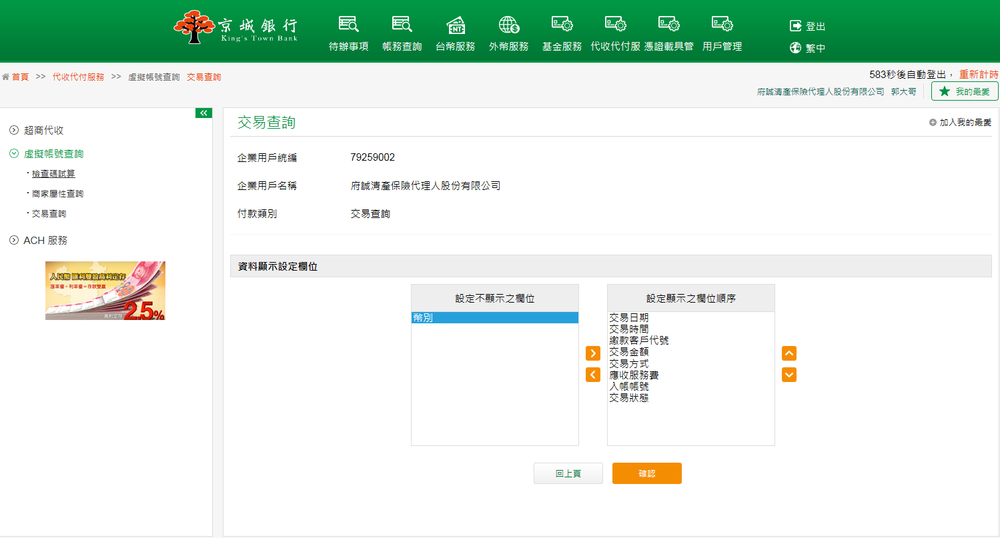 京城銀行
King's Town Bank
待辦事項 帳務查詢 台幣服務 外幣服務 基金服務 代收代付服 憑證載具管 用戶管理
NT$
登出
繁中
首頁 >> 代收代付服務 >> 虛擬帳號查詢 交易查詢
583秒後自動登出， 重新計時
府誠清產保險代理人股份有限公司 郭大哥
我的最愛
超商代收
虛擬帳號查詢
‧檢查碼試算
‧商家屬性查詢
‧交易查詢
ACH 服務
人民幣 匯利雙盈高利定存
匯率優+利率優=存款雙贏
高利定存 2.5%
交易查詢
加入我的最愛
企業用戶統編 79259002
企業用戶名稱 府誠清產保險代理人股份有限公司
付款類別 交易查詢
資料顯示設定欄位
設定不顯示之欄位
幣別
設定顯示之欄位順序
交易日期
交易時間
繳款客戶代號
交易金額
交易方式
應收服務費
入帳帳號
交易狀態
回上頁 確認